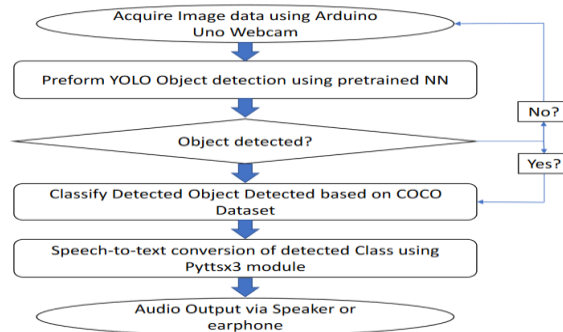 Acquire Image data using Arduino
Uno Webcam
Preform YOLO Object detection using pretrained NN
No?
Object detected?
Yes?
Classify Detected Object Detected based on COCO
Dataset
Speech-to-text conversion of detected Class using
Pyttsx3 module
Audio Output via Speaker or
earphone